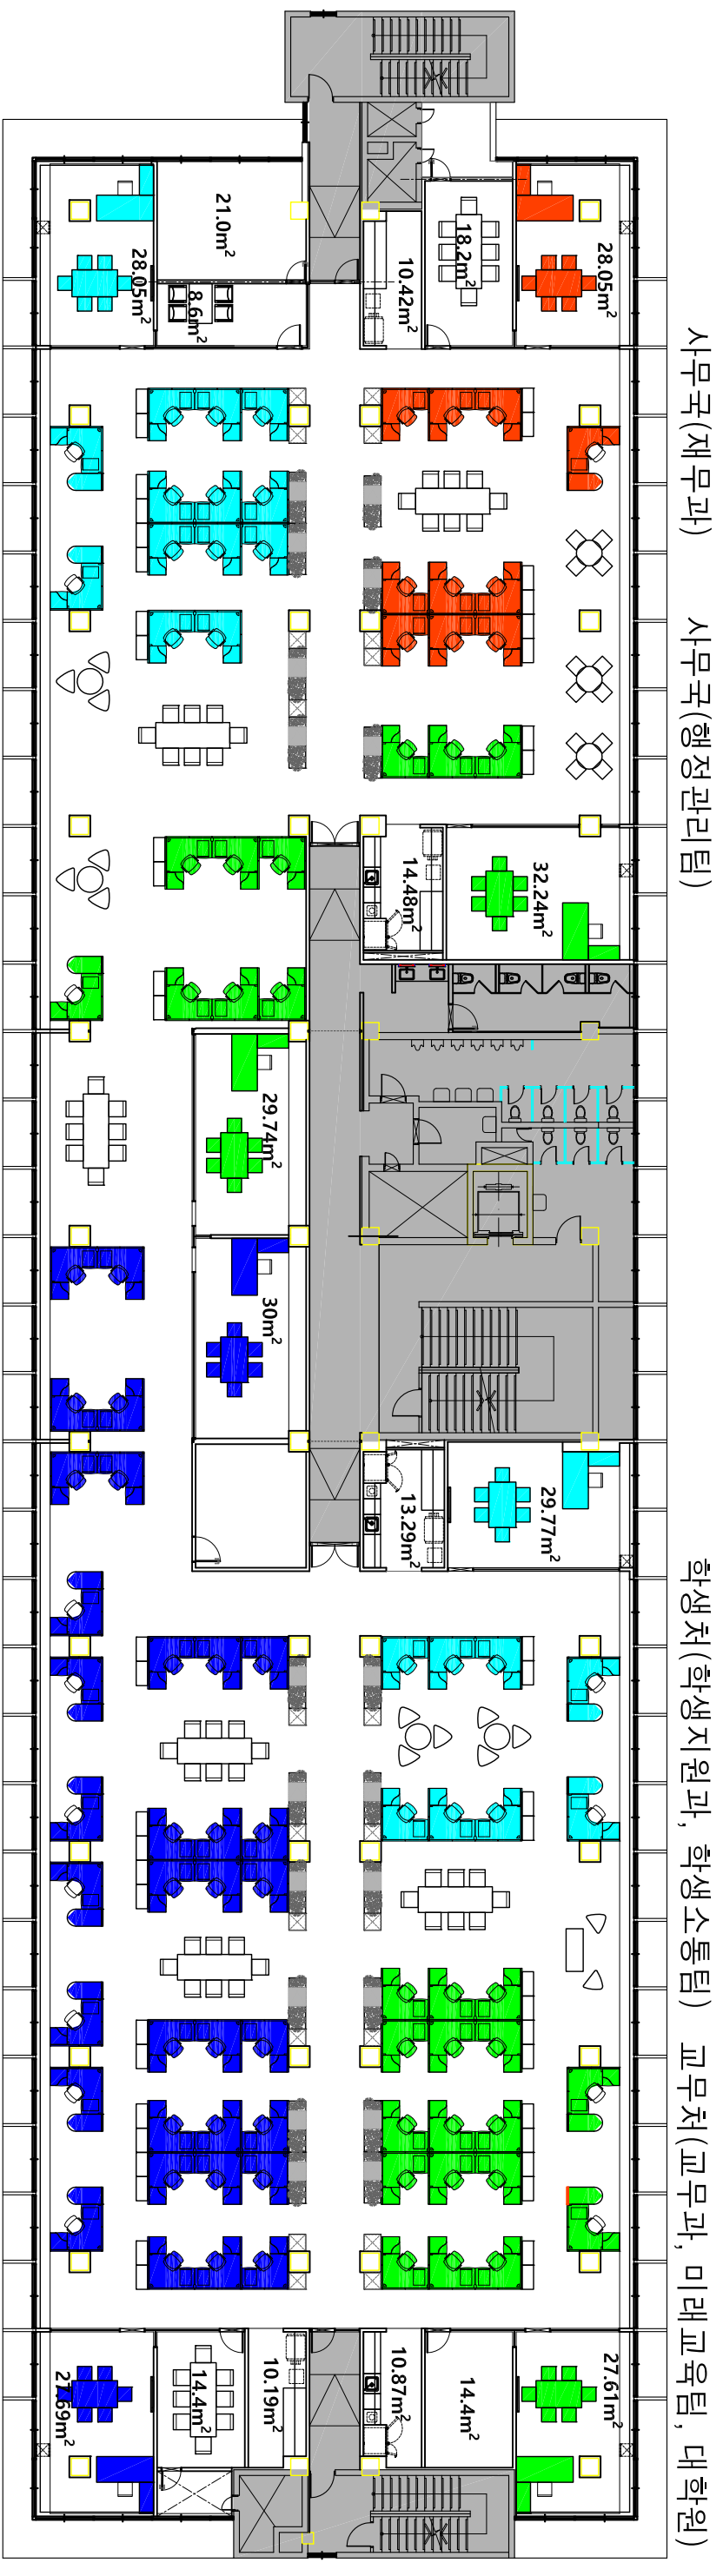 사무국(재무과)
사무국(행정관리팀)
학생처(학생지원과, 학생소통팀)
교무처(교무과, 미래교육팀, 대학원)
28.05m²
18.2m²
10.42m²
21.0m²
8.6m²
28.05m²
32.24m²
14.48m²
29.74m²
30m²
29.77m²
13.29m²
27.61m²
14.4m²
10.87m²
10.19m²
14.4m²
27.69m²